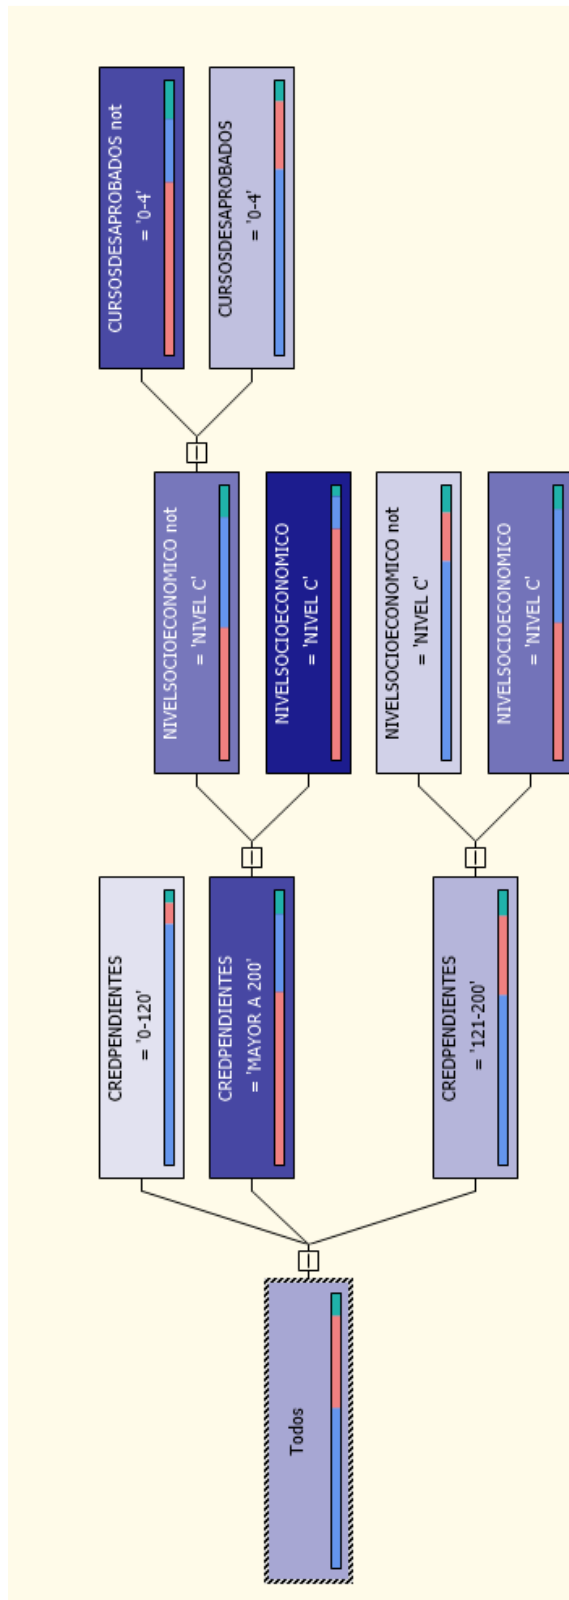 Todos
CREDPENDIENTES
= '0-120'
CREDPENDIENTES
= 'MAYOR A 200'
CREDPENDIENTES
= '121-200'
NIVELSOCIOECONOMICO not
= 'NIVEL C'
NIVELSOCIOECONOMICO
= 'NIVEL C'
NIVELSOCIOECONOMICO not
= 'NIVEL C'
NIVELSOCIOECONOMICO
= 'NIVEL C'
CURSOSDESAPROBADOS not
= '0-4'
CURSOSDESAPROBADOS
= '0-4'